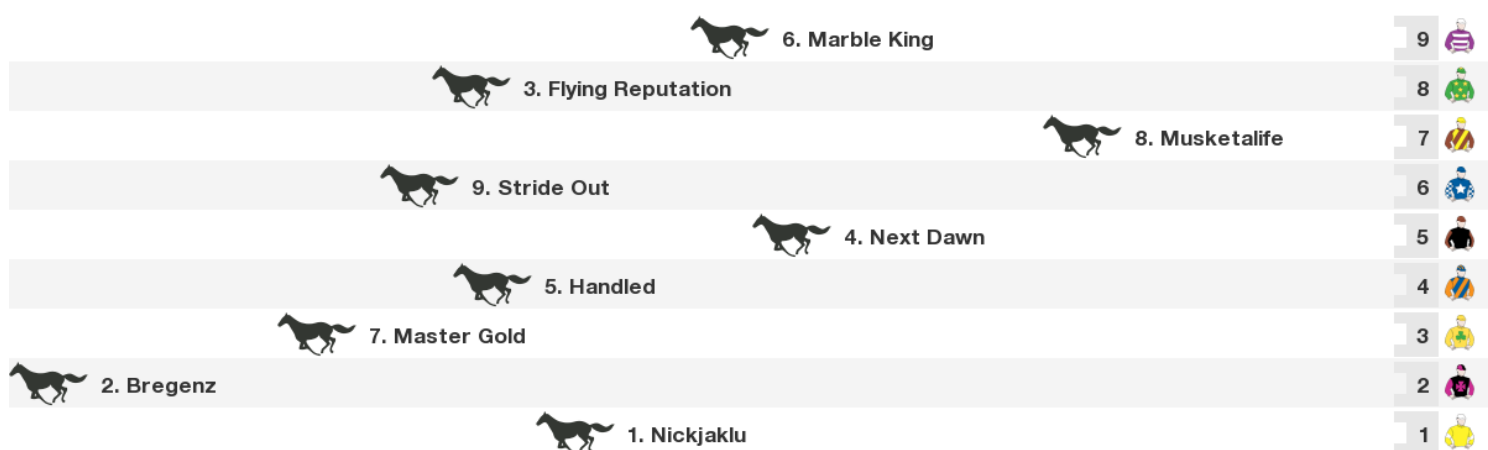 6. Marble King 9
3. Flying Reputation 8
8. Musketalife 7
9. Stride Out 6
4. Next Dawn 5
5. Handled 4
7. Master Gold 3
2. Bregenz 2
1. Nickjaklu 1